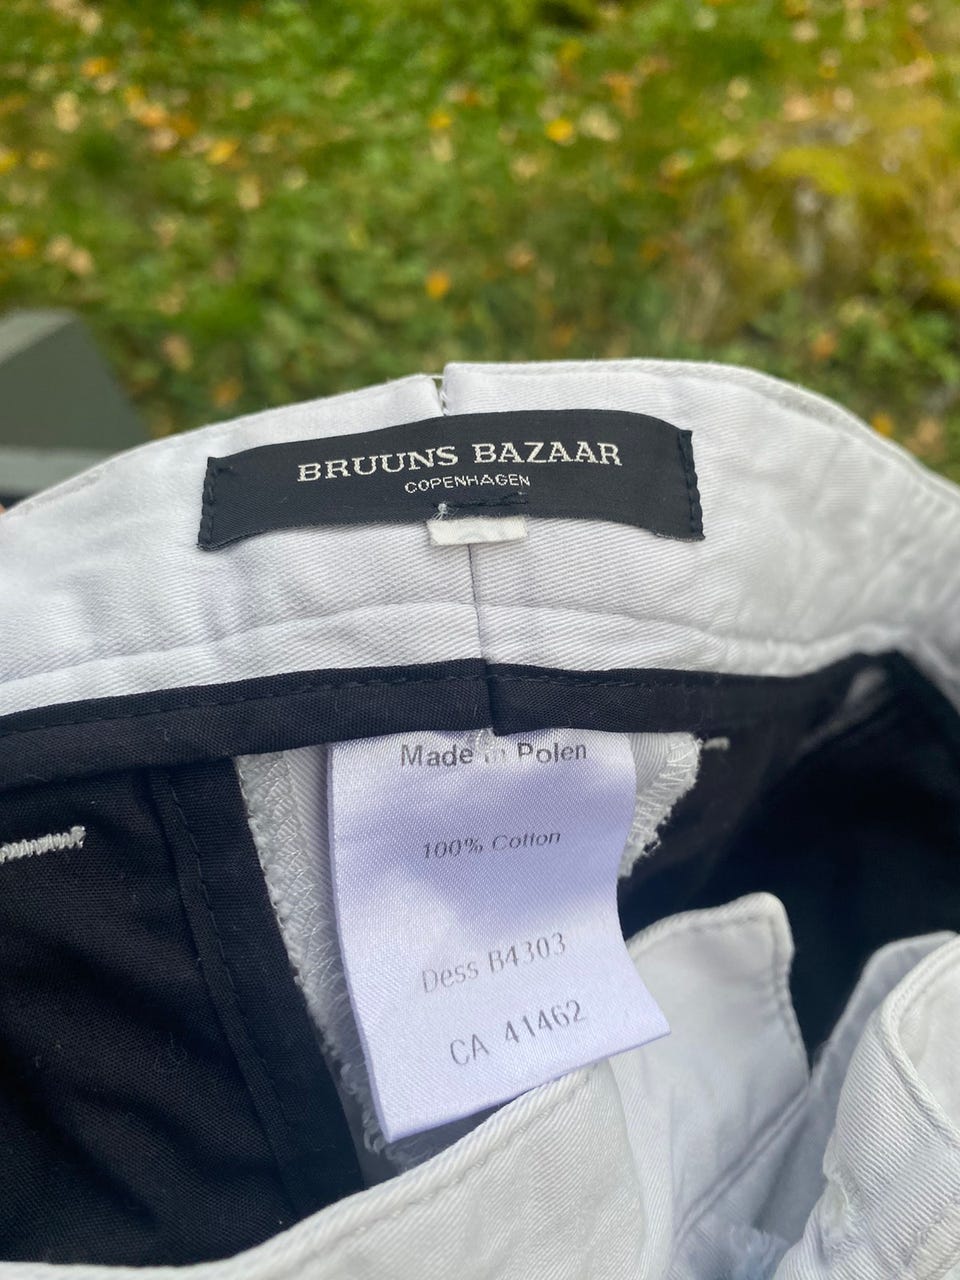 BRUUNS BAZAAR
COPENHAGEN
Made in Polen
100% Cotton
Dess B4303
CA 41462